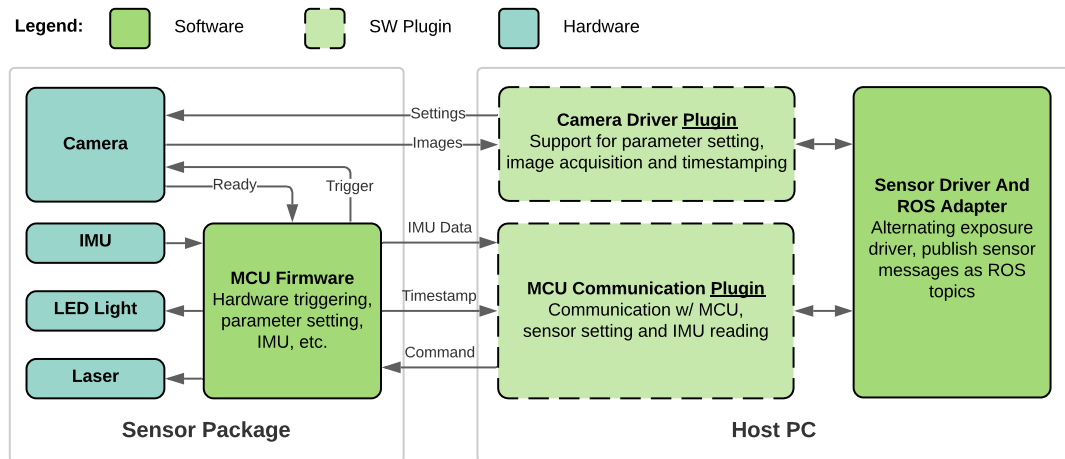 Legend:
Software
SW Plugin
Hardware
Camera
Settings
Images
Trigger
Ready
IMU
LED Light
Laser
MCU Firmware
Hardware triggering,
parameter setting,
IMU, etc.
IMU Data
Timestamp
Command
Sensor Package
Camera Driver Plugin
Support for parameter setting,
image acquisition and timestamping
MCU Communication Plugin
Communication w/ MCU,
sensor setting and IMU reading
Sensor Driver And
ROS Adapter
Alternating exposure
driver, publish sensor
messages as ROS
topics
Host PC